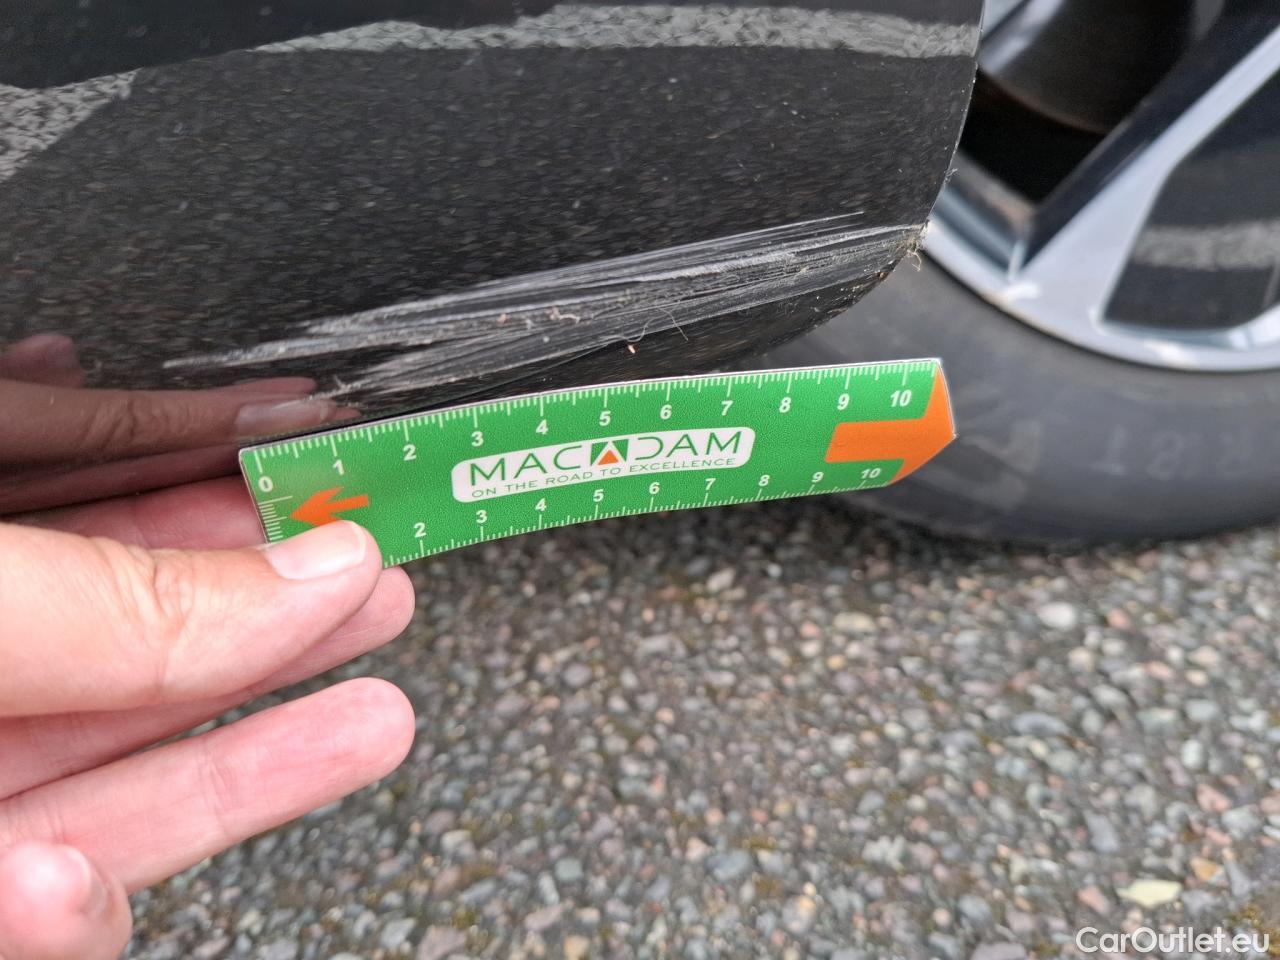 0 1 2 3 4 5 6 7 8 9 10
MACADAM
ON THE ROAD TO EXCELLENCE
2 3 4 5 6 7 8 9 10
CarOutlet.eu